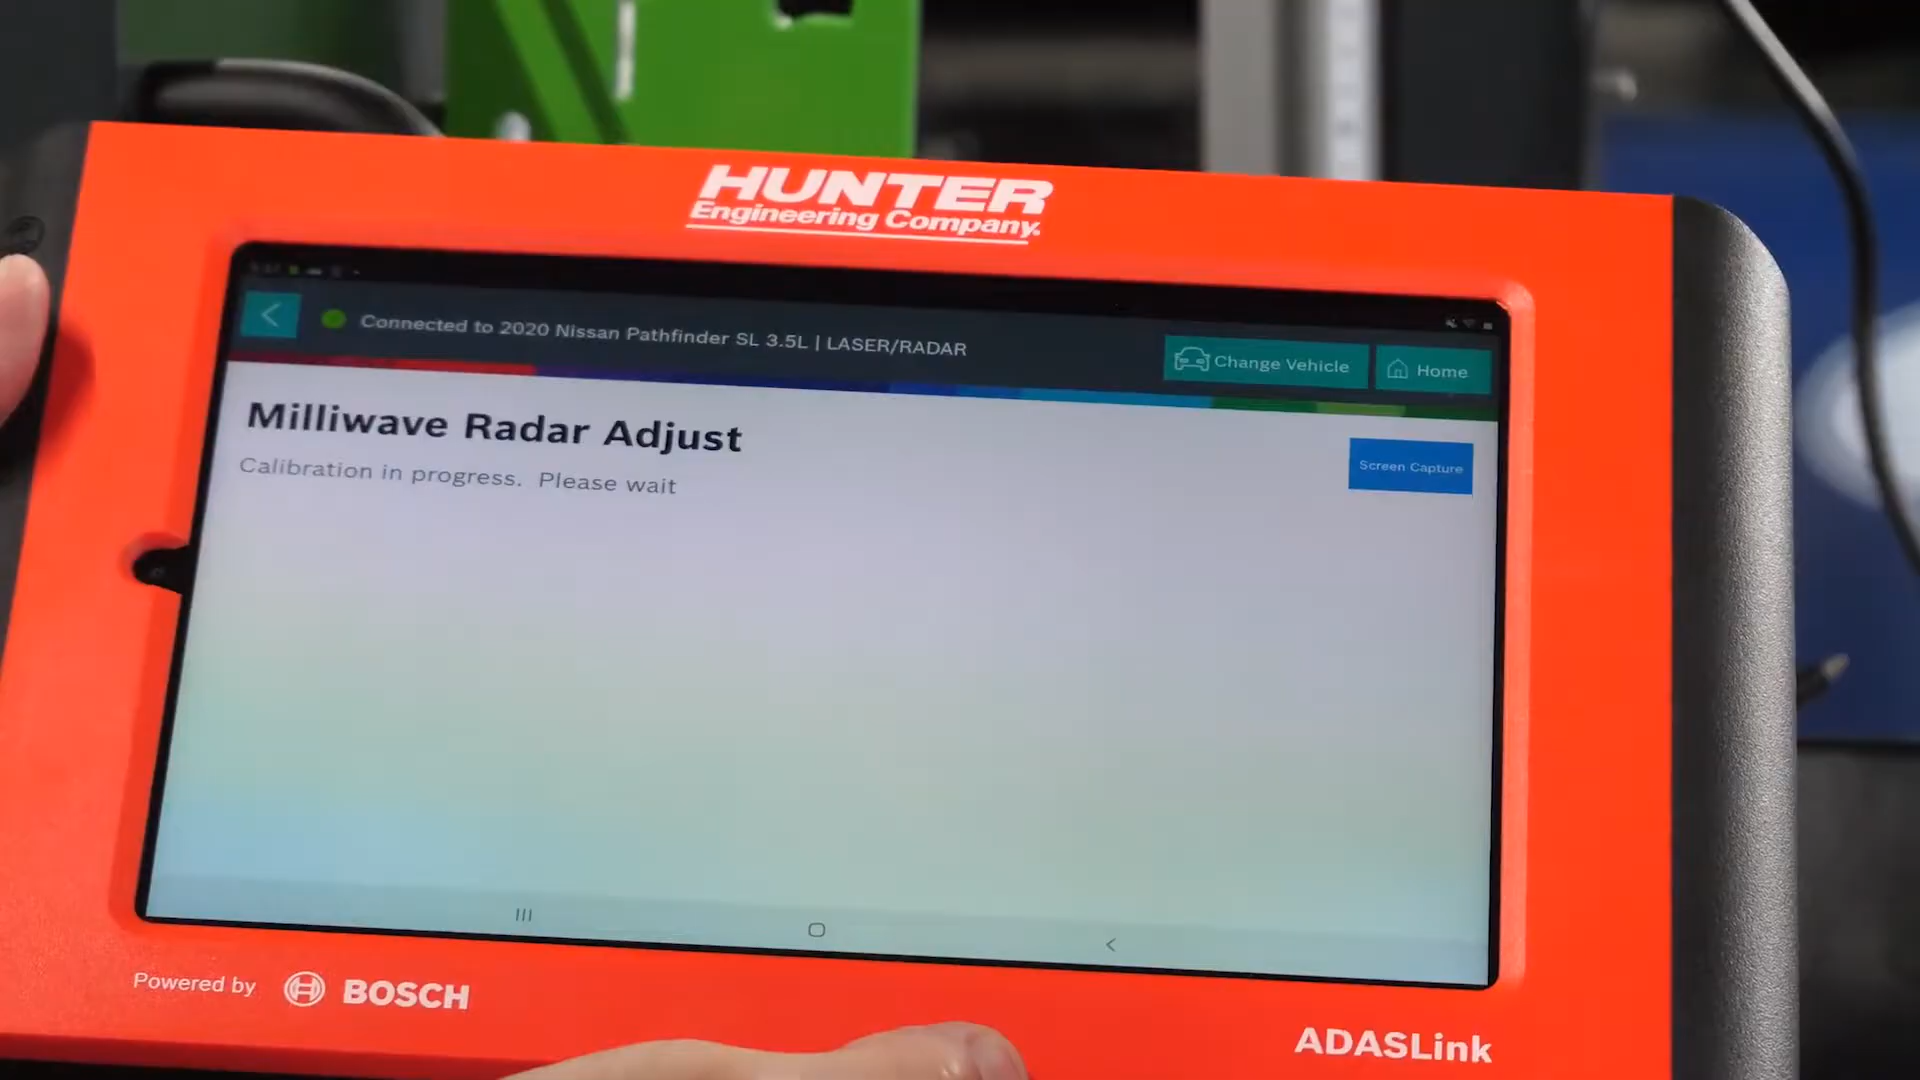 HUNTER
Engineering Company.
Connected to 2020 Nissan Pathfinder SL 3.5L | LASER/RADAR
Change Vehicle
Home
Milliwave Radar Adjust
Screen Capture
Calibration in progress. Please wait
Powered by BOSCH
ADASLink